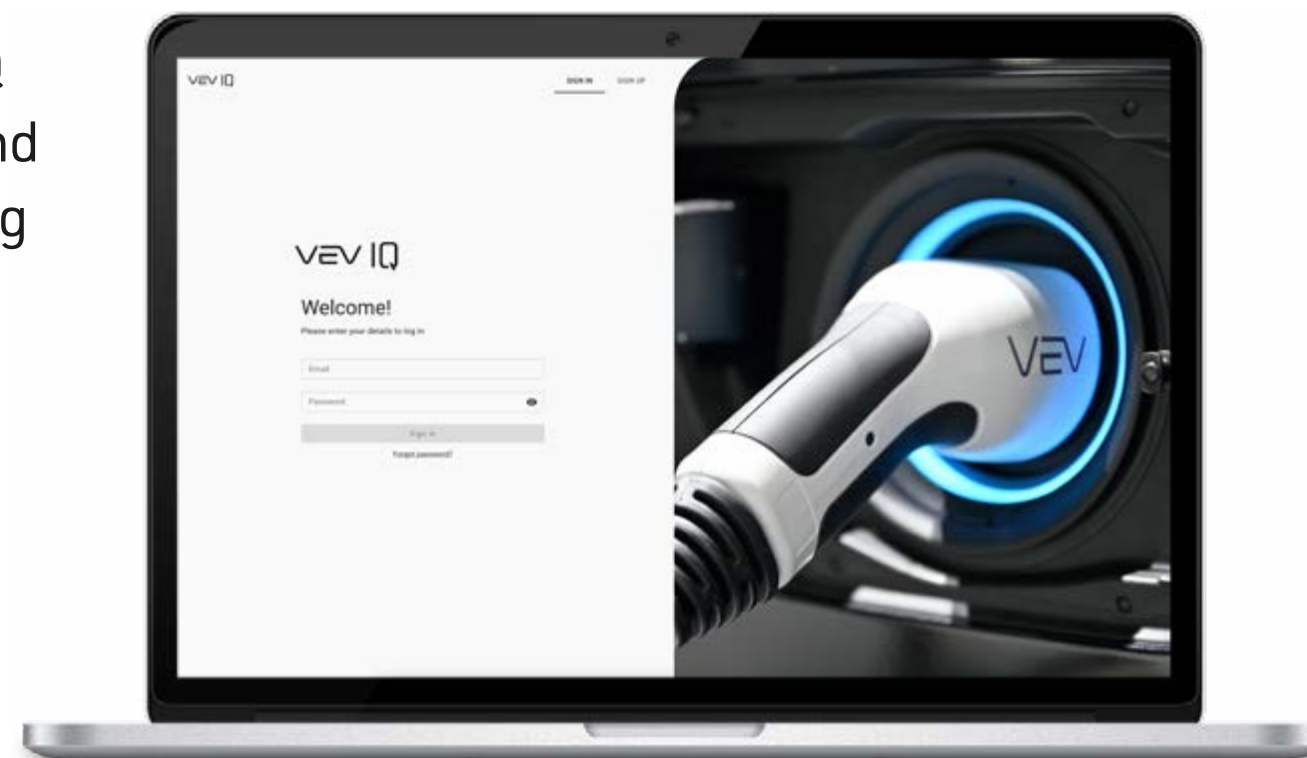 nd
g
VEV IQ
SIGN IN SIGN UP
VEV IQ
Welcome!
Please enter your details to log in
Email
Password
Sign in
Forgot password?
VEV